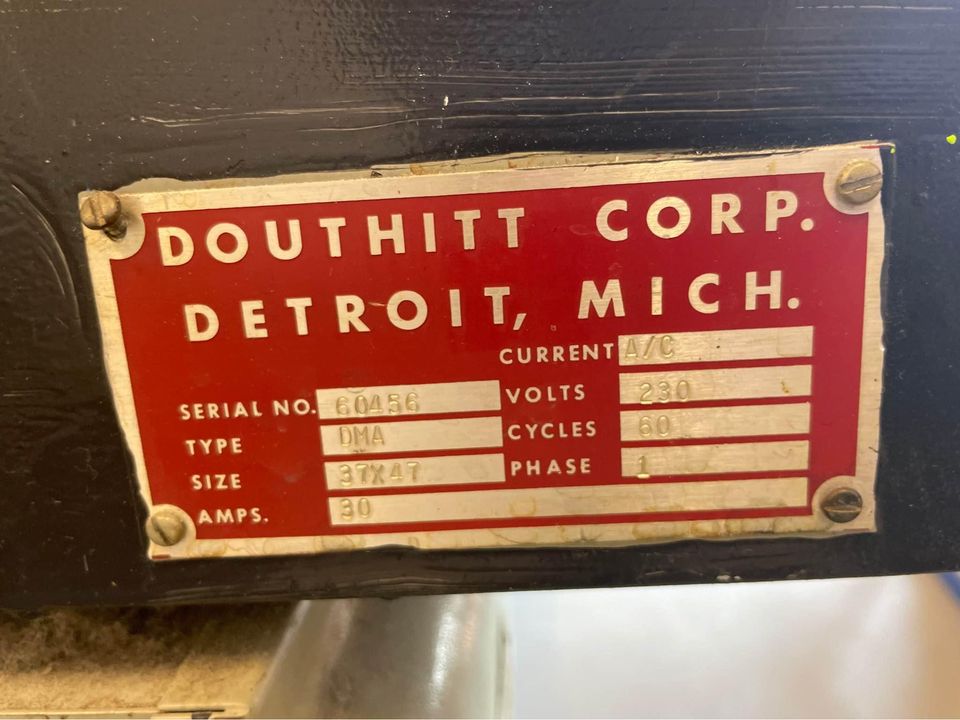 DOUTHITT CORP.
DETROIT, MICH.
CURRENT A/C
SERIAL NO. 60456 VOLTS 230
TYPE DMA CYCLES 60
SIZE 37X47 PHASE 1
AMPS. 30